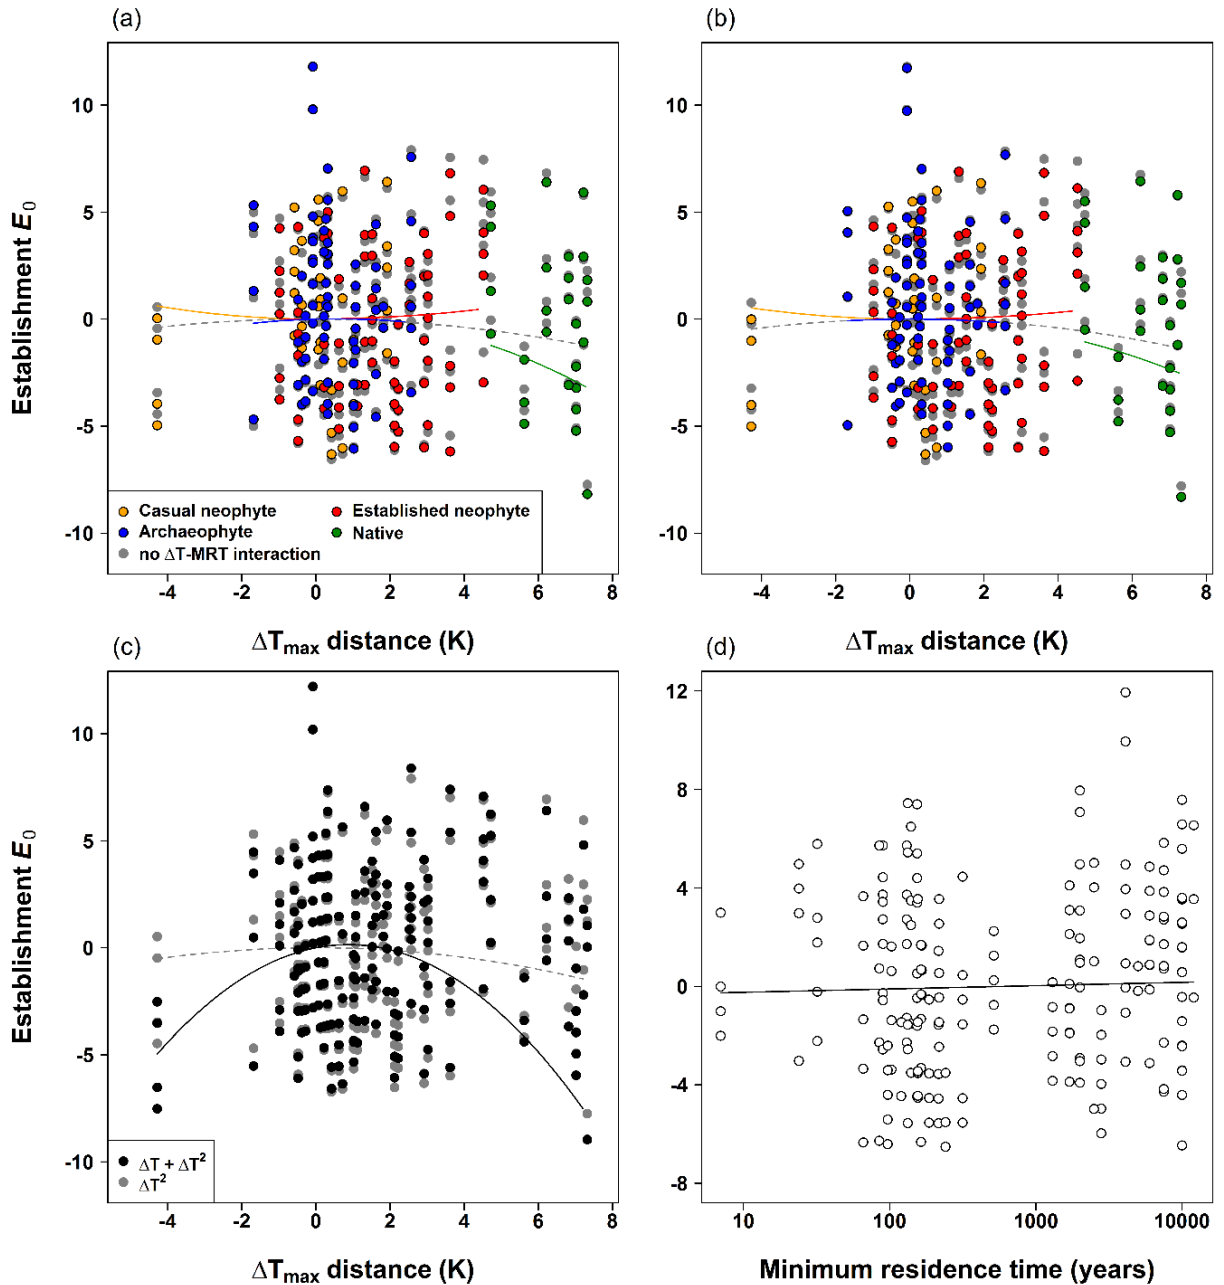 (a)
(b)
10
5
0
-5
-10
Establishment E0
Casual neophyte
Established neophyte
Archaeophyte
Native
no ΔT-MRT interaction
-4 -2 0 2 4 6 8
ΔTmax distance (K)
10
5
0
-5
-10
-4 -2 0 2 4 6 8
ΔTmax distance (K)
(c)
(d)
10
5
0
-5
-10
Establishment E0
ΔT + ΔT²
ΔT²
-4 -2 0 2 4 6 8
ΔTmax distance (K)
12
8
4
0
-4
-8
10 100 1000 10000
Minimum residence time (years)